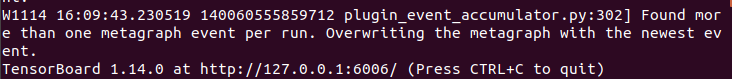 nt.
W1114 16:09:43.230519 140060555859712 plugin_event_accumulator.py:302] Found mor
e than one metagraph event per run. Overwriting the metagraph with the newest ev
ent.
TensorBoard 1.14.0 at http://127.0.0.1:6006/ (Press CTRL+C to quit)